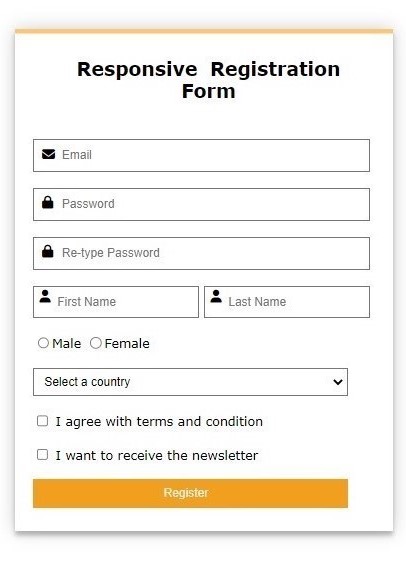 Responsive Registration
Form
Email
Password
Re-type Password
First Name Last Name
Male Female
Select a country
I agree with terms and condition
I want to receive the newsletter
Register